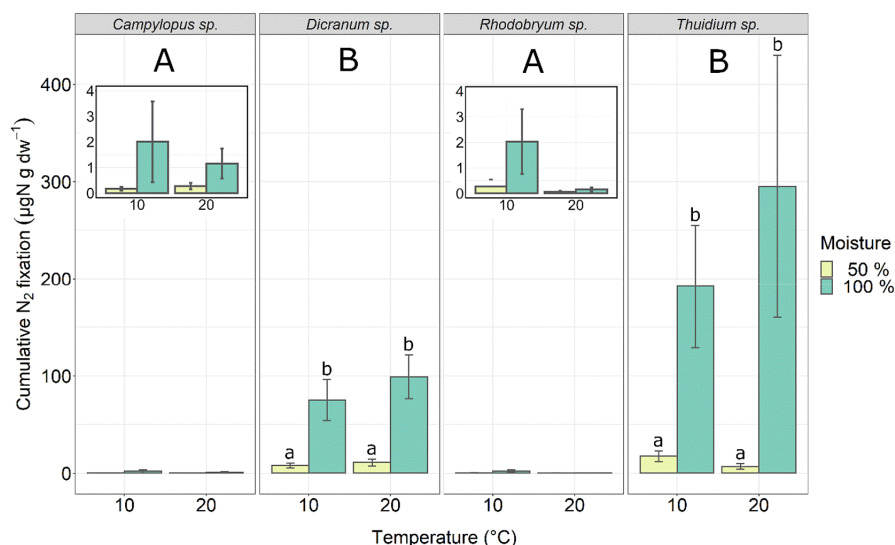 Campylopus sp.
Dicranum sp.
Rhodobryum sp.
Thuidium sp.
Cumulative N₂ fixation (µgN g dw⁻¹)
400
300
200
100
0
A
4
3
2
1
0
10
20
10
20
B
a
b
a
b
10
20
A
4
3
2
1
0
10
20
10
20
B
a
b
a
b
10
20
Temperature (°C)
Moisture
50 %
100 %